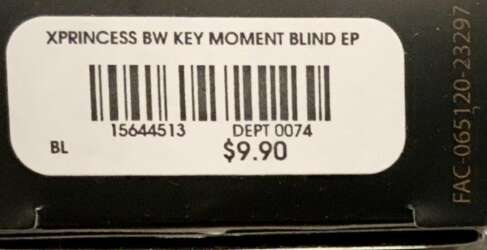 XPRINCESS BW KEY MOMENT BLIND EP
15644513 DEPT 0074
BL $9.90
FAC-065120-23297